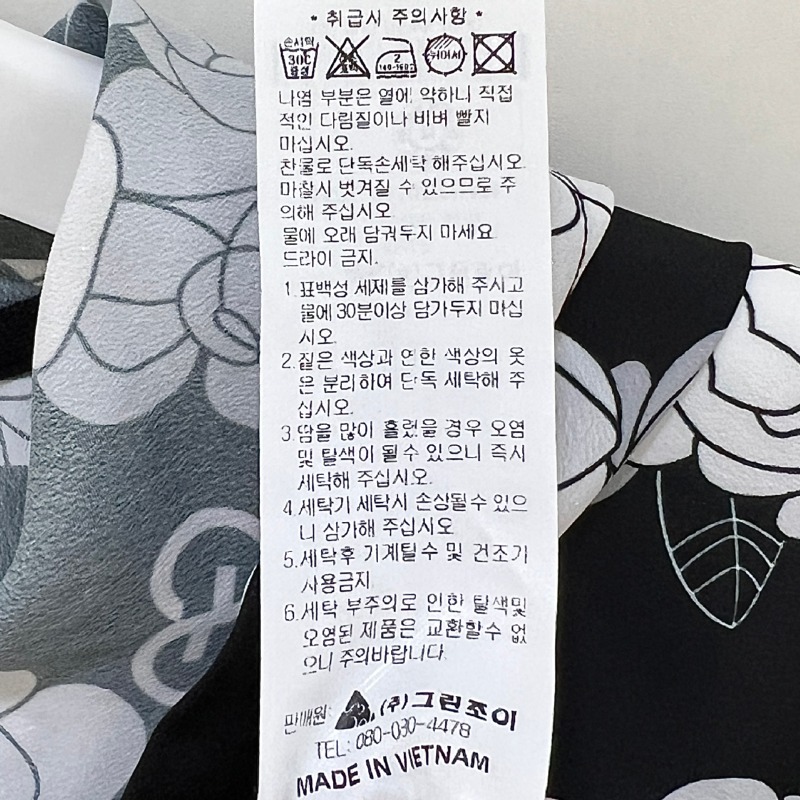 * 취급시 주의사항 *
손세탁 30℃ 중성
표백
2 140-160℃
뉘어서
나염 부분은 열에 약하니 직접
적인 다림질이나 비벼 빨지
마십시오.
찬물로 단독손세탁 해주십시오.
마찰시 벗겨질 수 있으므로 주
의해 주십시오
물에 오래 담궈두지 마세요
드라이 금지.
1. 표백성 세제를 삼가해 주시고
물에 30분이상 담가두지 마십
시오.
2. 짙은 색상과 연한 색상의 옷
은 분리하여 단독 세탁해 주
십시오.
3. 땀을 많이 흘렸을 경우 오염
및 탈색이 될 수 있으니 즉시
세탁해 주십시오.
4. 세탁기 세탁시 손상될수 있으
니 삼가해 주십시오
5. 세탁후 기계틸수 및 건조기
사용금지
6. 세탁 부주의로 인한 탈색및
오염된 제품은 교환할수 없
으니 주의바랍니다.
판매원: (주)그린조이
TEL: 080-030-4478
MADE IN VIETNAM